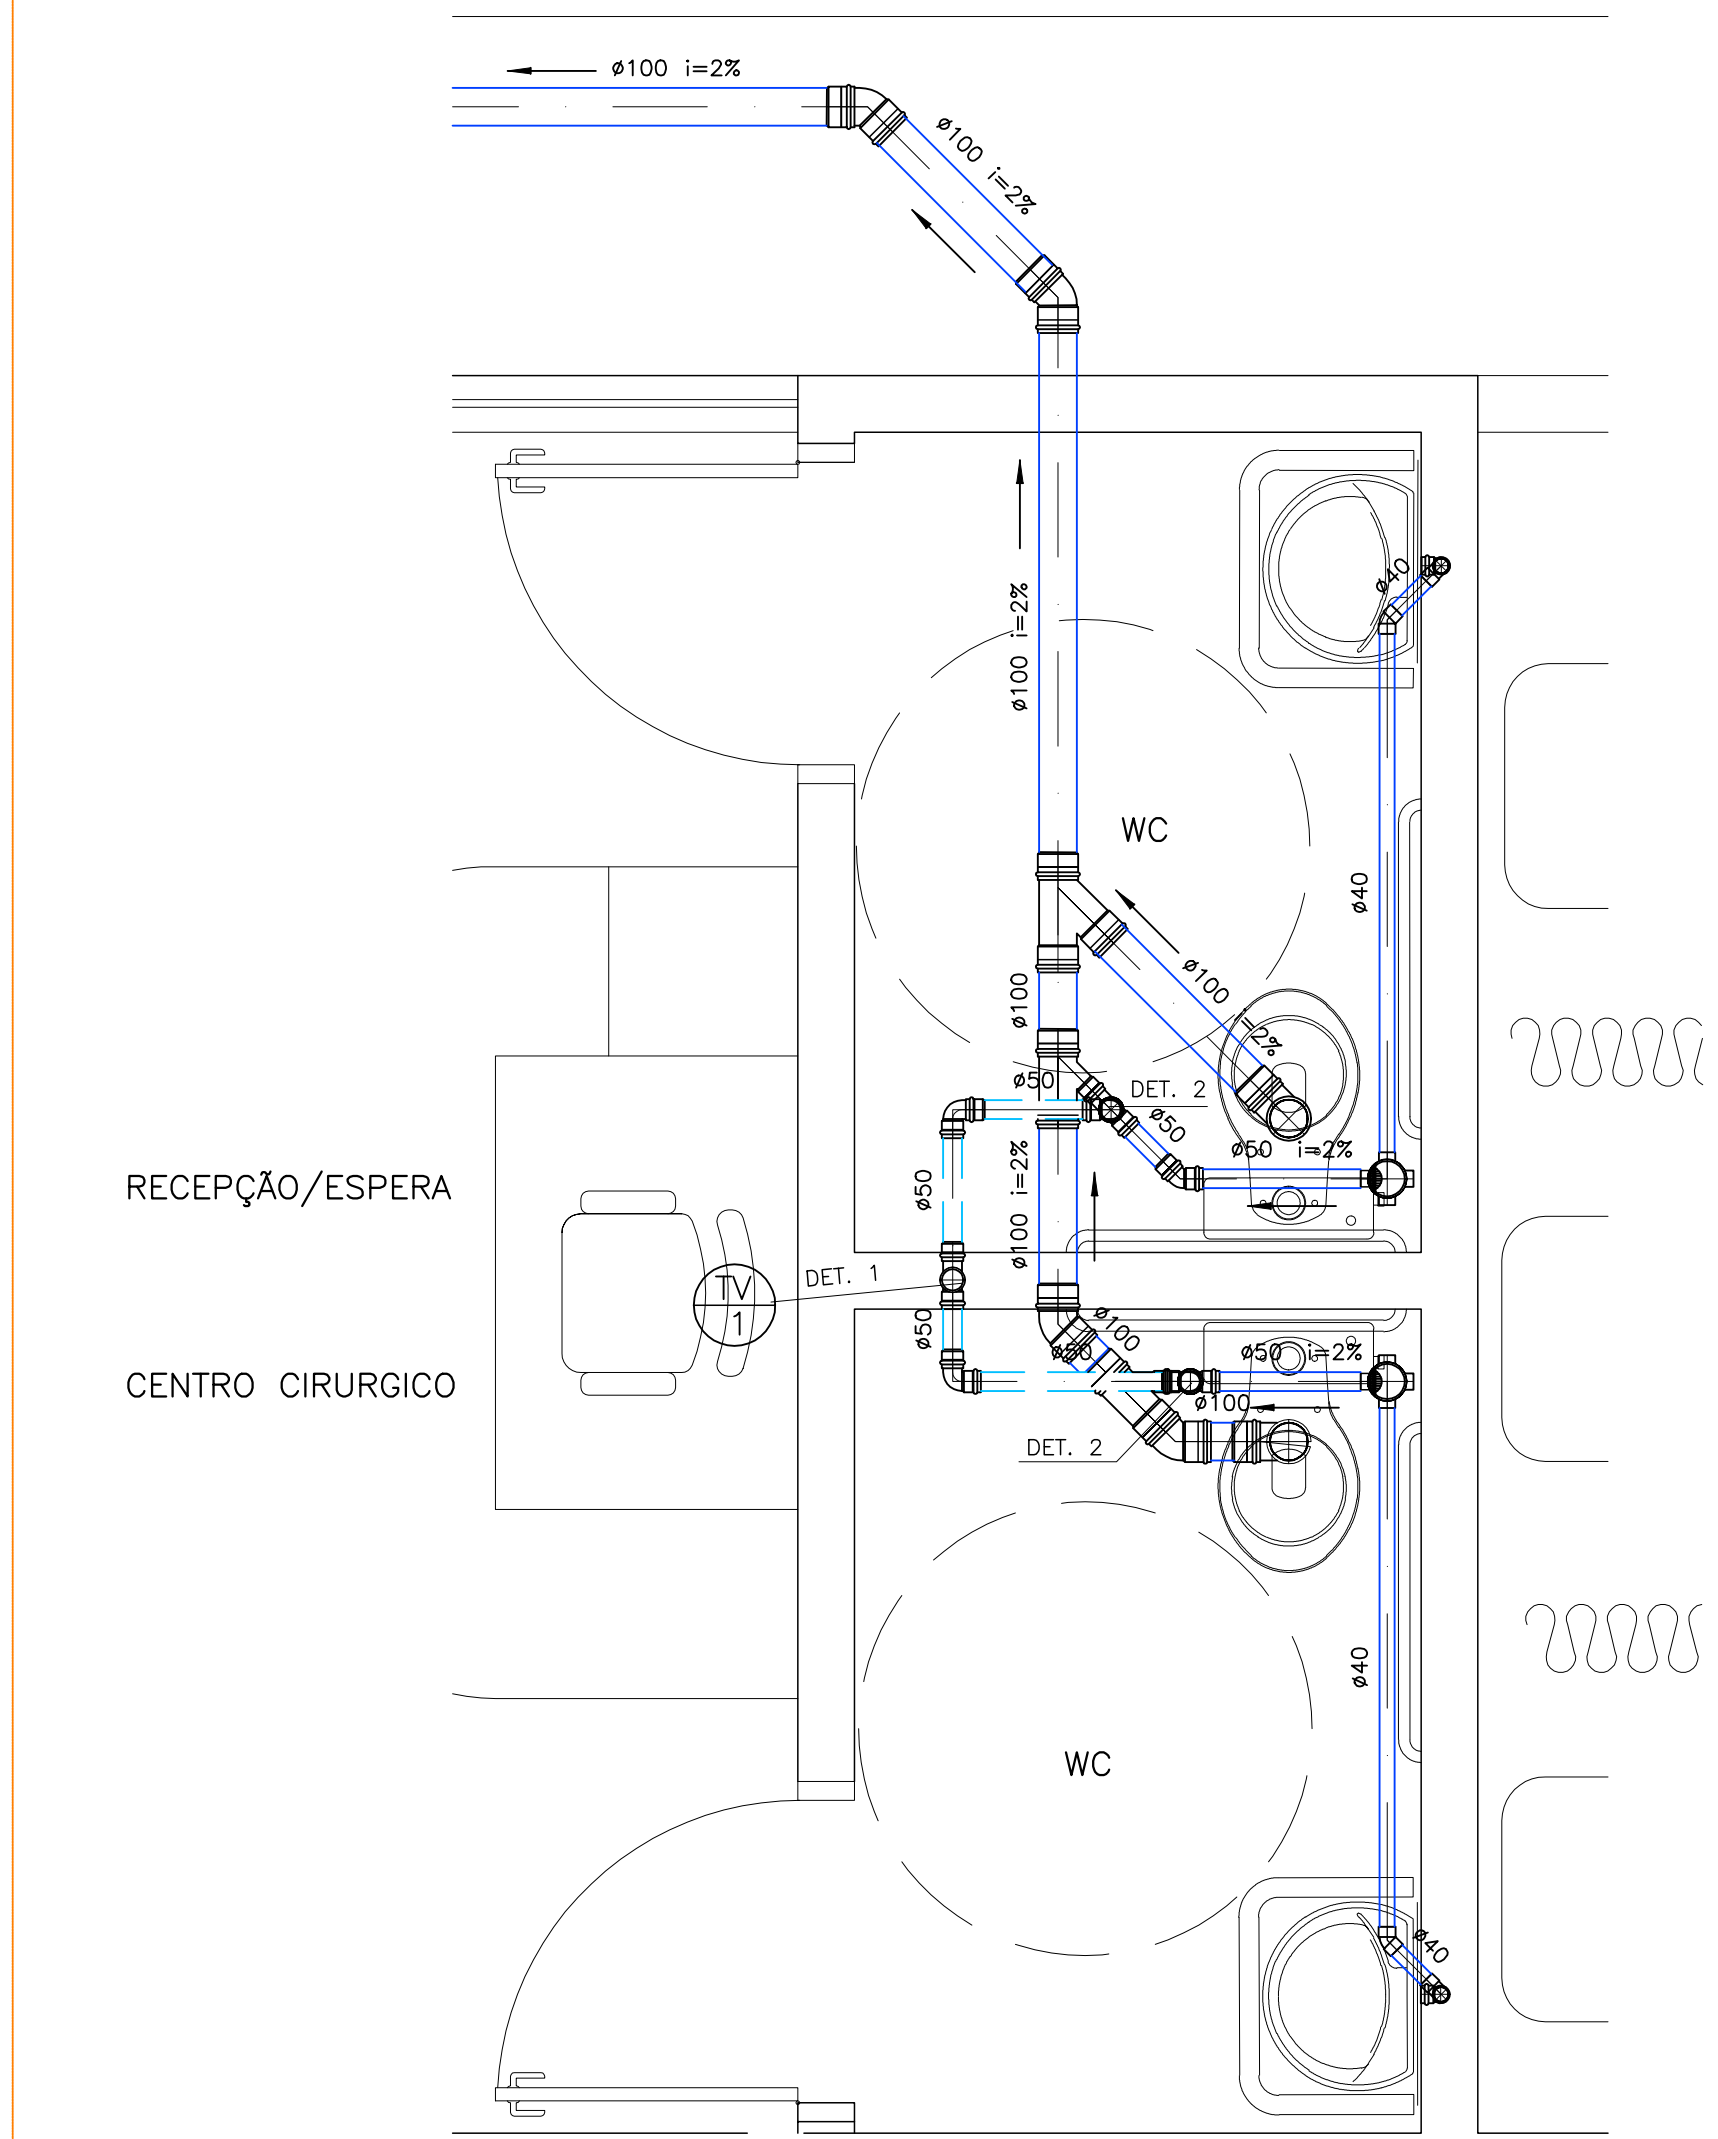 ø100 i=2%
ø100 i=2%
ø40
ø100 i=2%
WC
ø40
ø100 i=2%
ø100
ø50
DET. 2
ø50
ø50 i=2%
RECEPÇÃO/ESPERA
ø50
ø100 i=2%
DET. 1
TV
1
ø50
ø100
ø50
ø50 i=2%
CENTRO CIRURGICO
ø100
DET. 2
ø40
WC
ø40